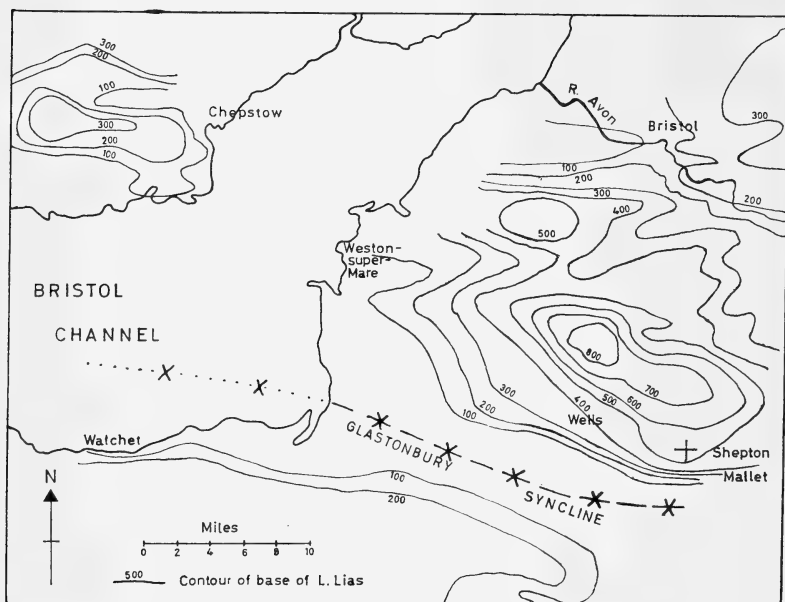 300
200
100
300
200
100
Chepstow
R. Avon
Bristol
300
100
200
300
400
200
500
Weston-
super-
Mare
BRISTOL
CHANNEL
800
700
600
500
400
300
200
100
Wells
Shepton
Mallet
Watchet
GLASTONBURY
SYNCLINE
100
200
N
Miles
0 2 4 6 8 10
500 Contour of base of L. Lias